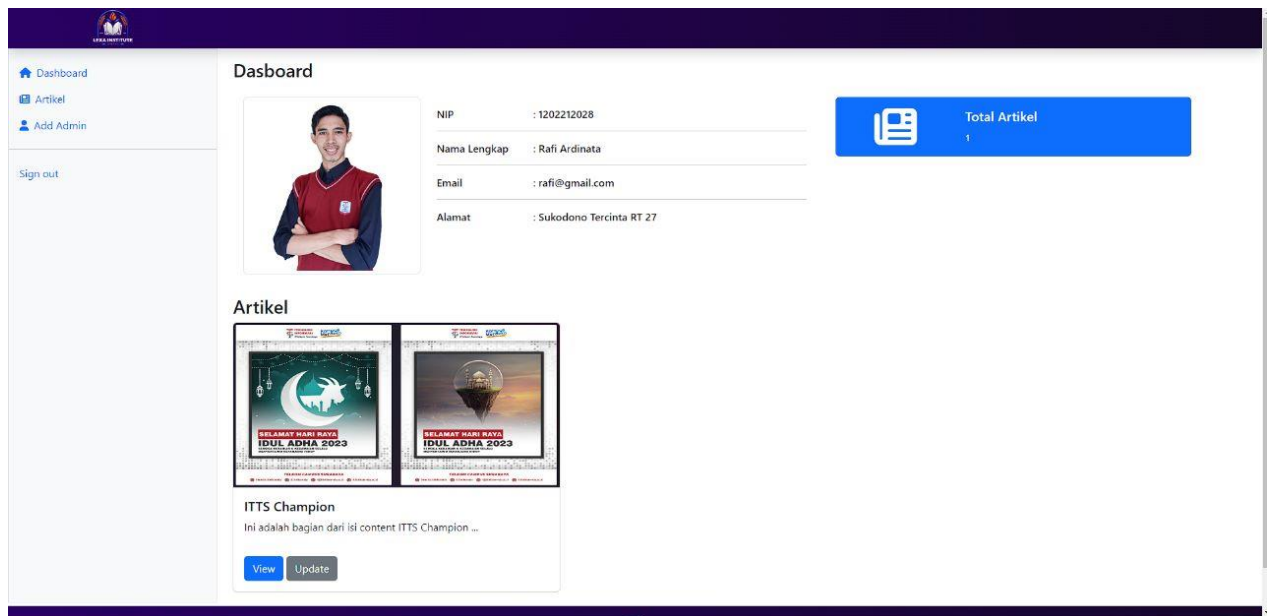 LEXA INSTITUTE
Dashboard
Artikel
Add Admin
Sign out
Dasboard
NIP : 1202212028
Nama Lengkap : Rafi Ardinata
Email : rafi@gmail.com
Alamat : Sukodono Tercinta RT 27
Total Artikel
1
Artikel
SELAMAT HARI RAYA
IDUL ADHA 2023
SELAMAT HARI RAYA
IDUL ADHA 2023
ITTS Champion
Ini adalah bagian dari isi content ITTS Champion ...
View
Update